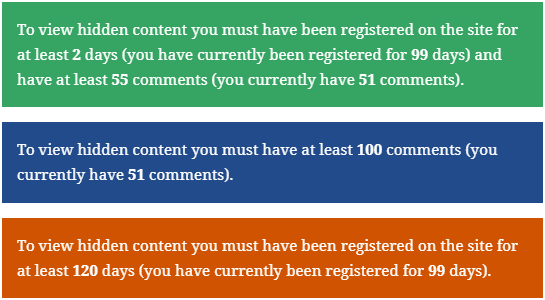 To view hidden content you must have been registered on the site for
at least 2 days (you have currently been registered for 99 days) and
have at least 55 comments (you currently have 51 comments).
To view hidden content you must have at least 100 comments (you
currently have 51 comments).
To view hidden content you must have been registered on the site for
at least 120 days (you have currently been registered for 99 days).